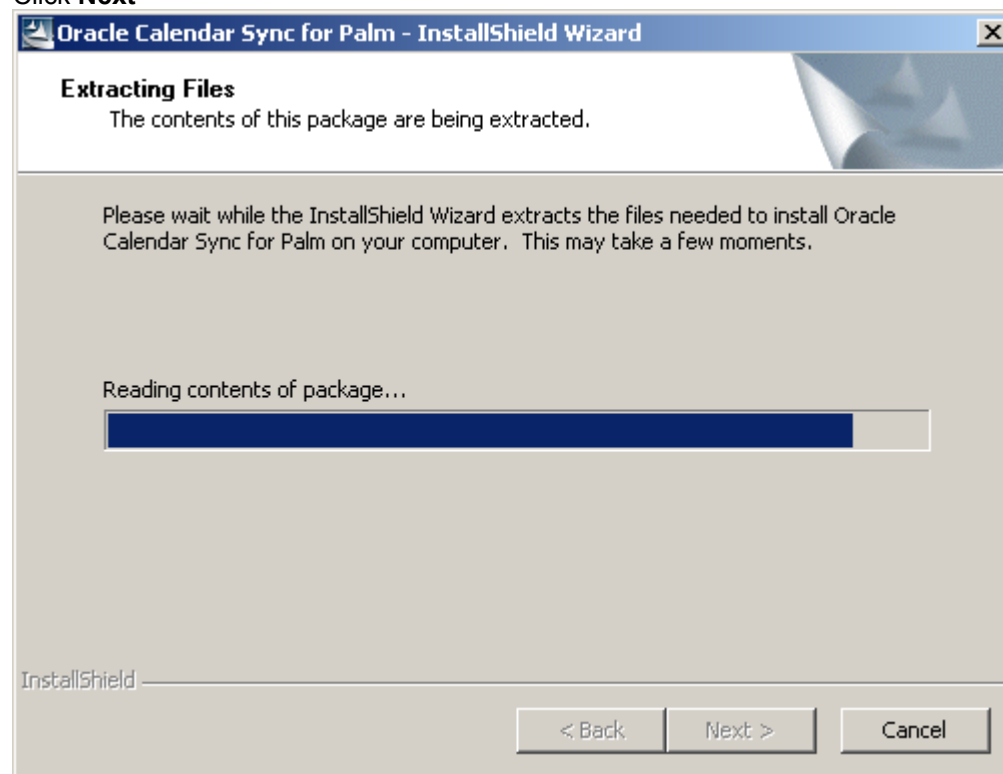 Click Next
Oracle Calendar Sync for Palm - InstallShield Wizard
Extracting Files
The contents of this package are being extracted.
Please wait while the InstallShield Wizard extracts the files needed to install Oracle
Calendar Sync for Palm on your computer. This may take a few moments.
Reading contents of package...
InstallShield
< Back Next > Cancel